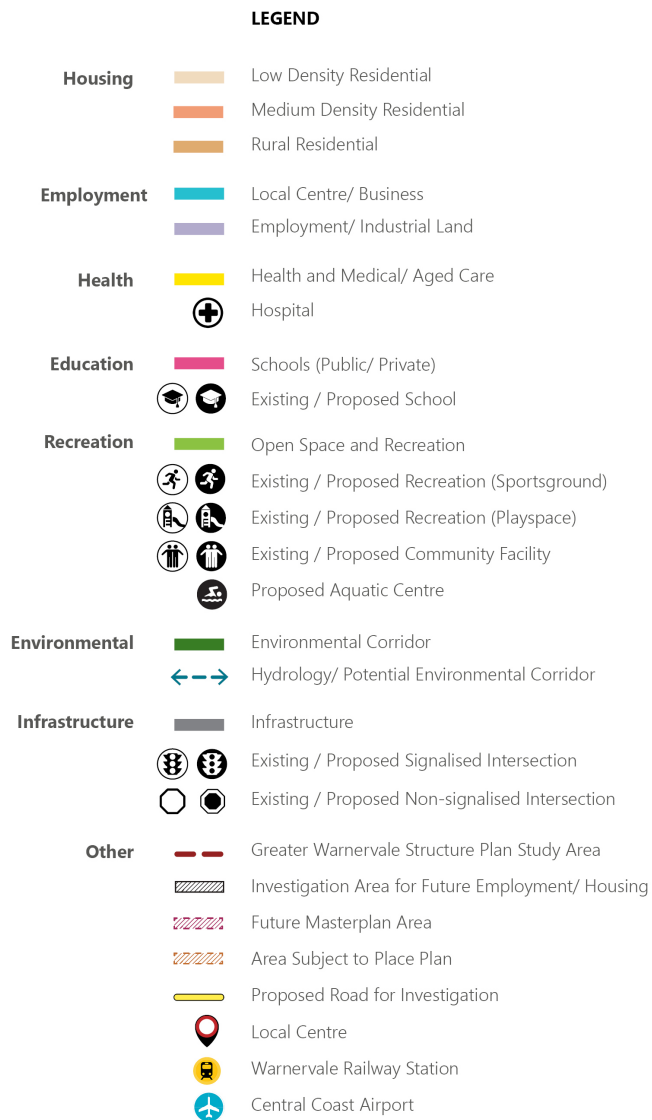 LEGEND
Housing
Low Density Residential
Medium Density Residential
Rural Residential
Employment
Local Centre/ Business
Employment/ Industrial Land
Health
Health and Medical/ Aged Care
Hospital
Education
Schools (Public/ Private)
Existing / Proposed School
Recreation
Open Space and Recreation
Existing / Proposed Recreation (Sportsground)
Existing / Proposed Recreation (Playspace)
Existing / Proposed Community Facility
Proposed Aquatic Centre
Environmental
Environmental Corridor
Hydrology/ Potential Environmental Corridor
Infrastructure
Infrastructure
Existing / Proposed Signalised Intersection
Existing / Proposed Non-signalised Intersection
Other
Greater Warnervale Structure Plan Study Area
Investigation Area for Future Employment/ Housing
Future Masterplan Area
Area Subject to Place Plan
Proposed Road for Investigation
Local Centre
Warnervale Railway Station
Central Coast Airport